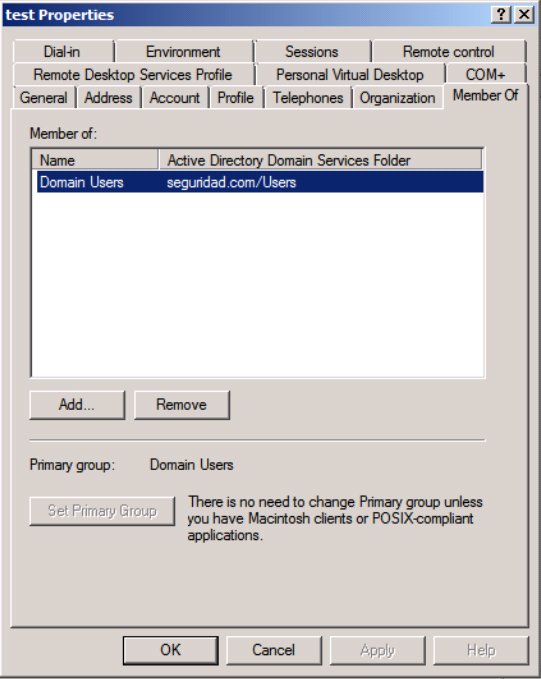 test Properties
Dial-in Environment Sessions Remote control
Remote Desktop Services Profile Personal Virtual Desktop COM+
General Address Account Profile Telephones Organization Member Of
Member of:
Name Active Directory Domain Services Folder
Domain Users seguridad.com/Users
Add... Remove
Primary group: Domain Users
Set Primary Group There is no need to change Primary group unless
you have Macintosh clients or POSIX-compliant
applications.
OK Cancel Apply Help